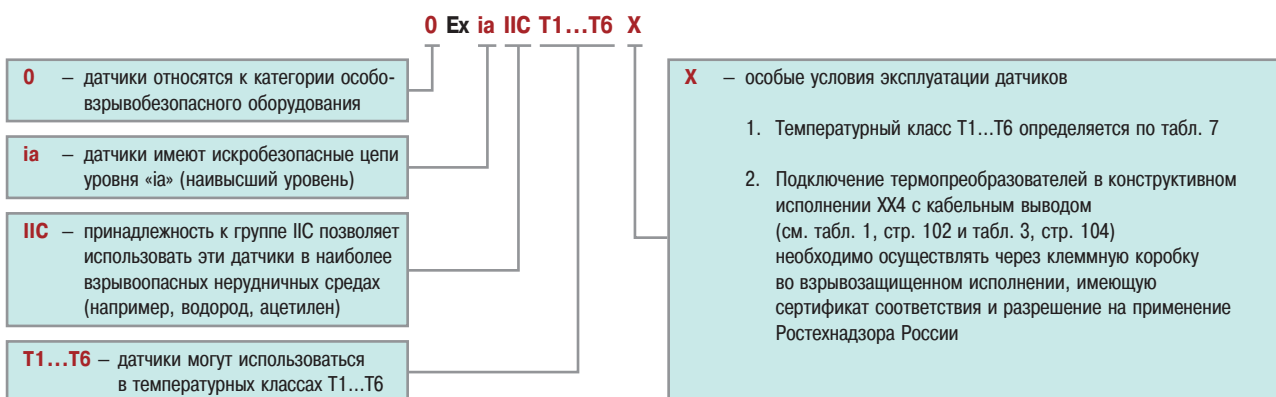 0 Ex ia IIC T1...T6 X
0 – датчики относятся к категории особо-
взрывобезопасного оборудования
ia – датчики имеют искробезопасные цепи
уровня «ia» (наивысший уровень)
IIC – принадлежность к группе IIC позволяет
использовать эти датчики в наиболее
взрывоопасных нерудничных средах
(например, водород, ацетилен)
T1...T6 – датчики могут использоваться
в температурных классах T1...T6
X – особые условия эксплуатации датчиков
1. Температурный класс T1...T6 определяется по табл. 7
2. Подключение термопреобразователей в конструктивном
исполнении XX4 с кабельным выводом
(см. табл. 1, стр. 102 и табл. 3, стр. 104)
необходимо осуществлять через клеммную коробку
во взрывозащищенном исполнении, имеющую
сертификат соответствия и разрешение на применение
Ростехнадзора России